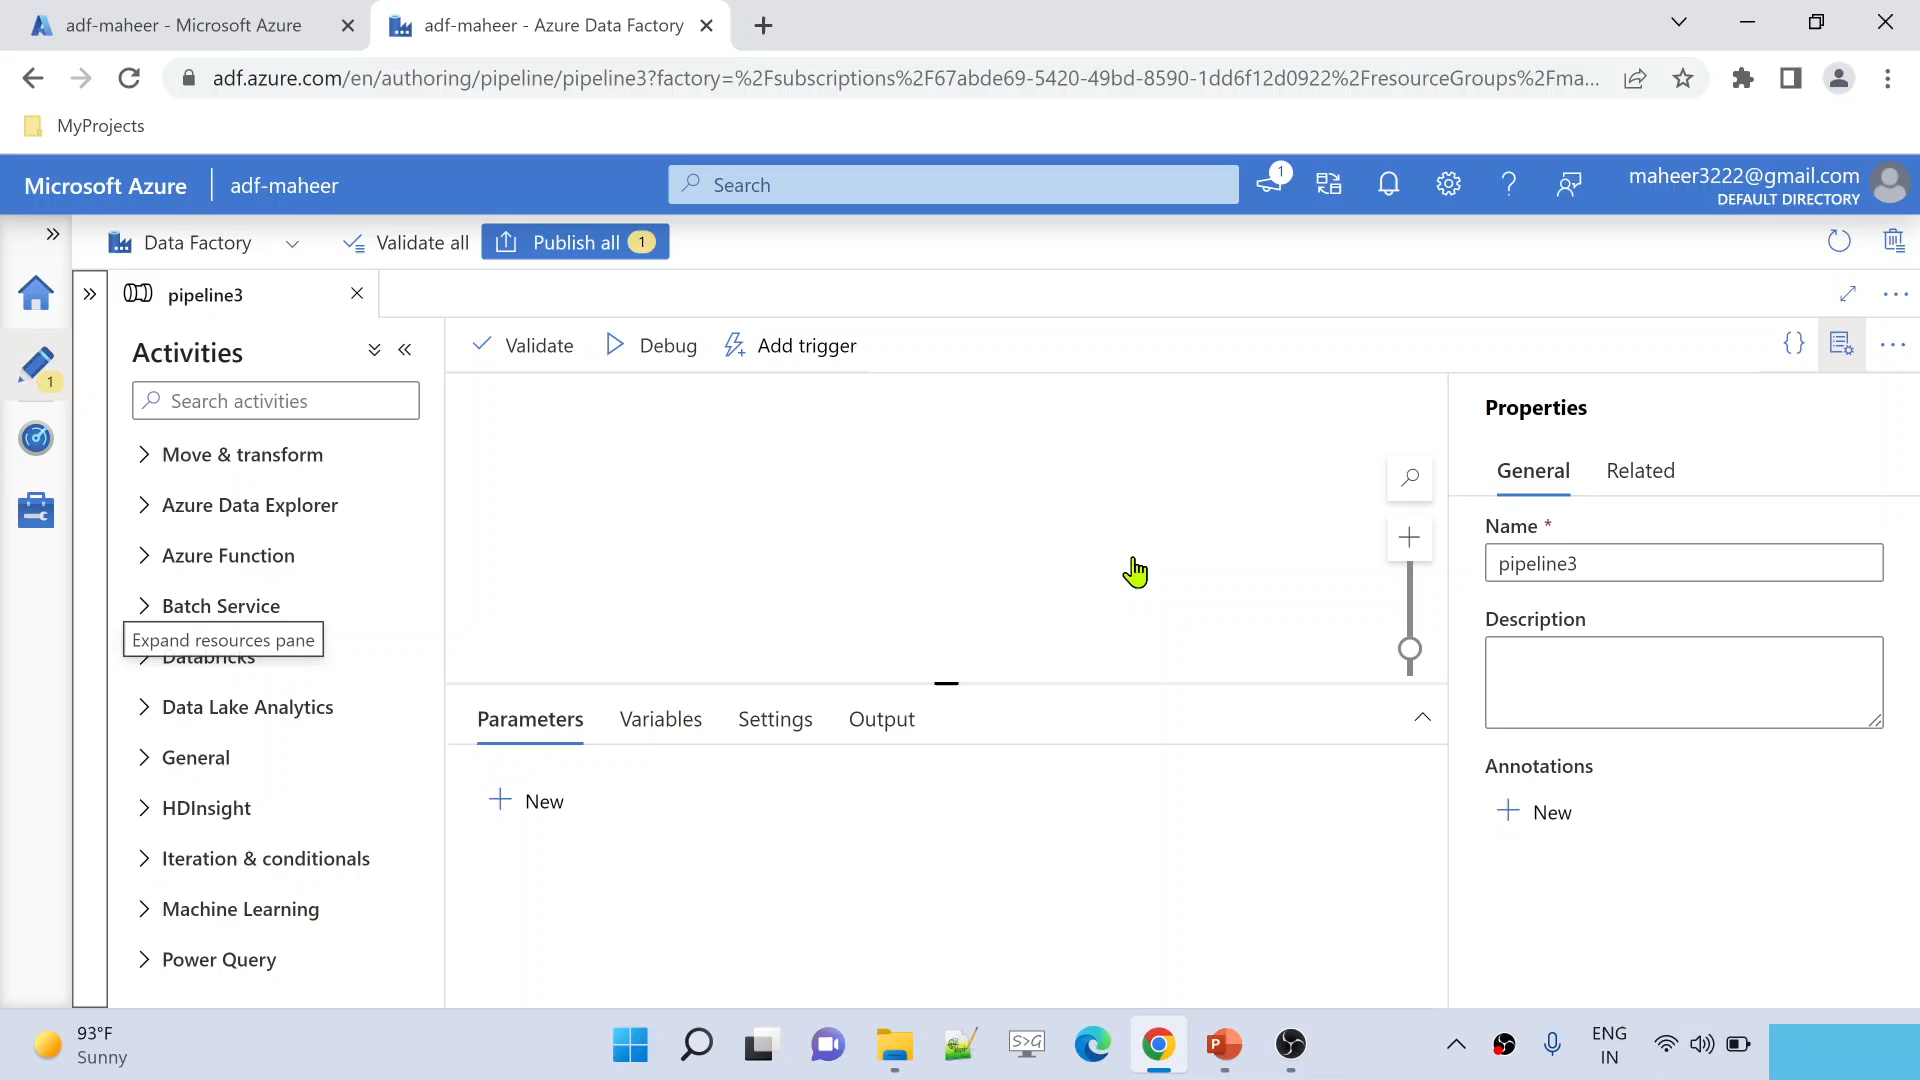 adf-maheer - Microsoft Azure
adf-maheer - Azure Data Factory
adf.azure.com/en/authoring/pipeline/pipeline3?factory=%2Fsubscriptions%2F67abde69-5420-49bd-8590-1dd6f12d0922%2FresourceGroups%2Fma...
MyProjects
Microsoft Azure
adf-maheer
Search
1
maheer3222@gmail.com
DEFAULT DIRECTORY
Data Factory
Validate all
Publish all 1
pipeline3
1
Activities
Search activities
Move & transform
Azure Data Explorer
Azure Function
Batch Service
Expand resources pane
Databricks
Data Lake Analytics
General
HDInsight
Iteration & conditionals
Machine Learning
Power Query
Validate
Debug
Add trigger
Parameters
Variables
Settings
Output
New
Properties
General
Related
Name *
pipeline3
Description
Annotations
New
93°F
Sunny
S>G
P
ENG
IN